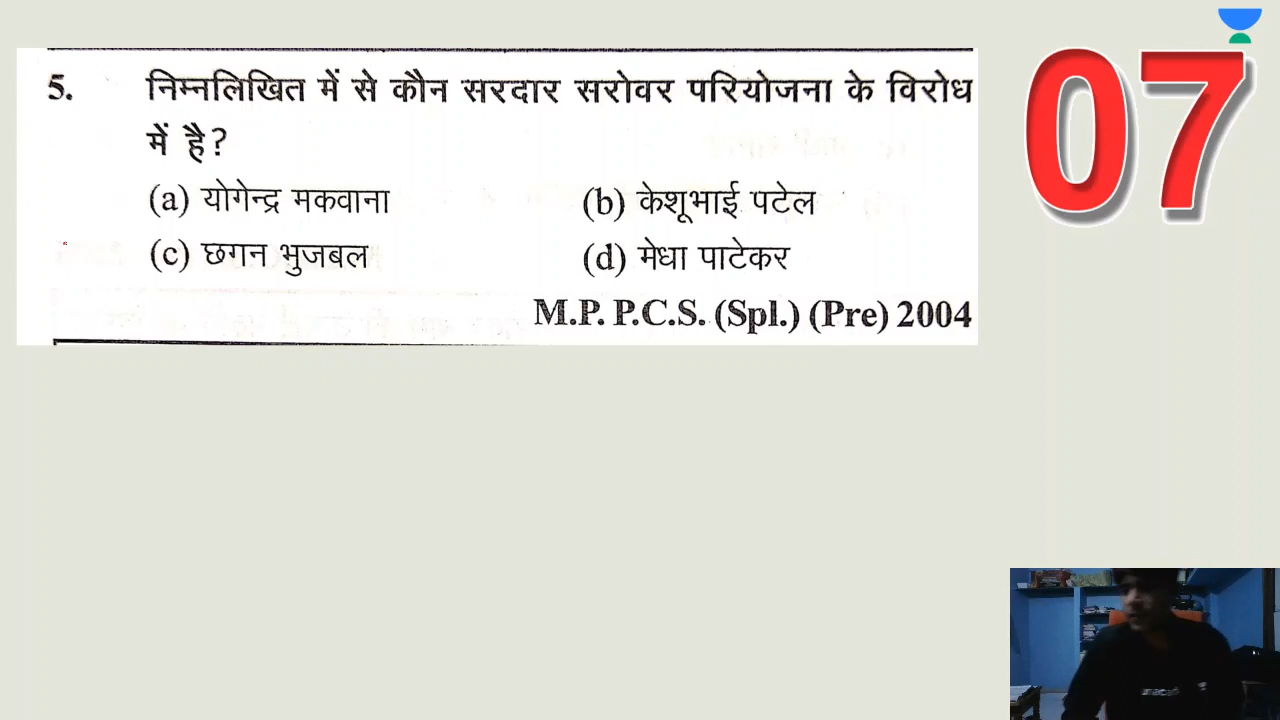 07
5. निम्नलिखित में से कौन सरदार सरोवर परियोजना के विरोध
में है?
(a) योगेन्द्र मकवाना (b) केशूभाई पटेल
(c) छगन भुजबल (d) मेधा पाटेकर
M.P. P.C.S. (Spl.) (Pre) 2004